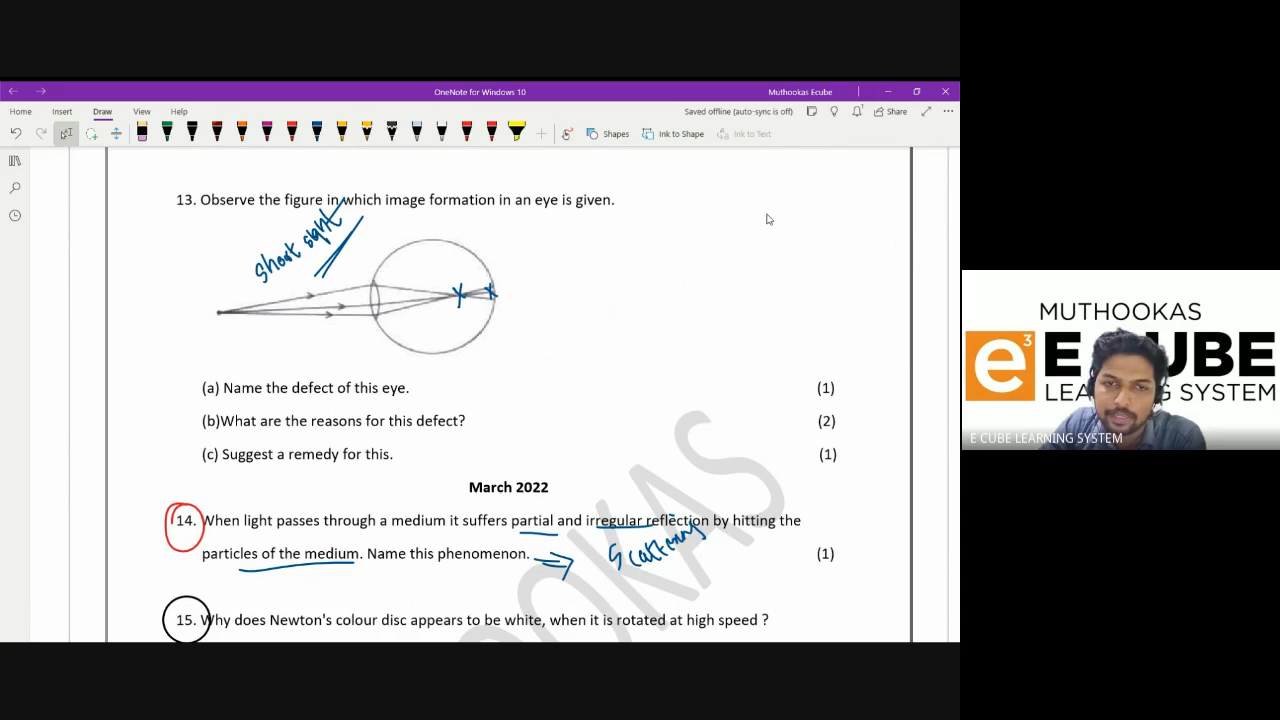 OneNote for Windows 10
Muthookas Ecube
Home Insert Draw View Help
Saved offline (auto-sync is off)
Share
Shapes
Ink to Shape
Ink to Text
13. Observe the figure in which image formation in an eye is given.
short sight
x x
(a) Name the defect of this eye. (1)
(b)What are the reasons for this defect? (2)
(c) Suggest a remedy for this. (1)
March 2022
14. When light passes through a medium it suffers partial and irregular reflection by hitting the
particles of the medium. Name this phenomenon. (1)
Scattering
15. Why does Newton's colour disc appears to be white, when it is rotated at high speed ?
OOKAS
MUTHOOKAS
e3 E CUBE
LEARNING SYSTEM
E CUBE LEARNING SYSTEM